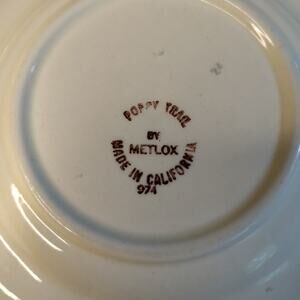 POPPY TRAIL
BY
METLOX
MADE IN CALIFORNIA
974